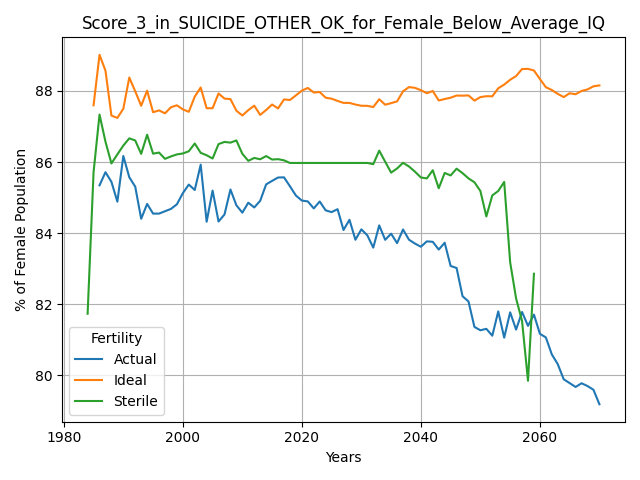 Score_3_in_SUICIDE_OTHER_OK_for_Female_Below_Average_IQ
% of Female Population
88
86
84
82
80
Fertility
Actual
Ideal
Sterile
1980
2000
2020
2040
2060
Years